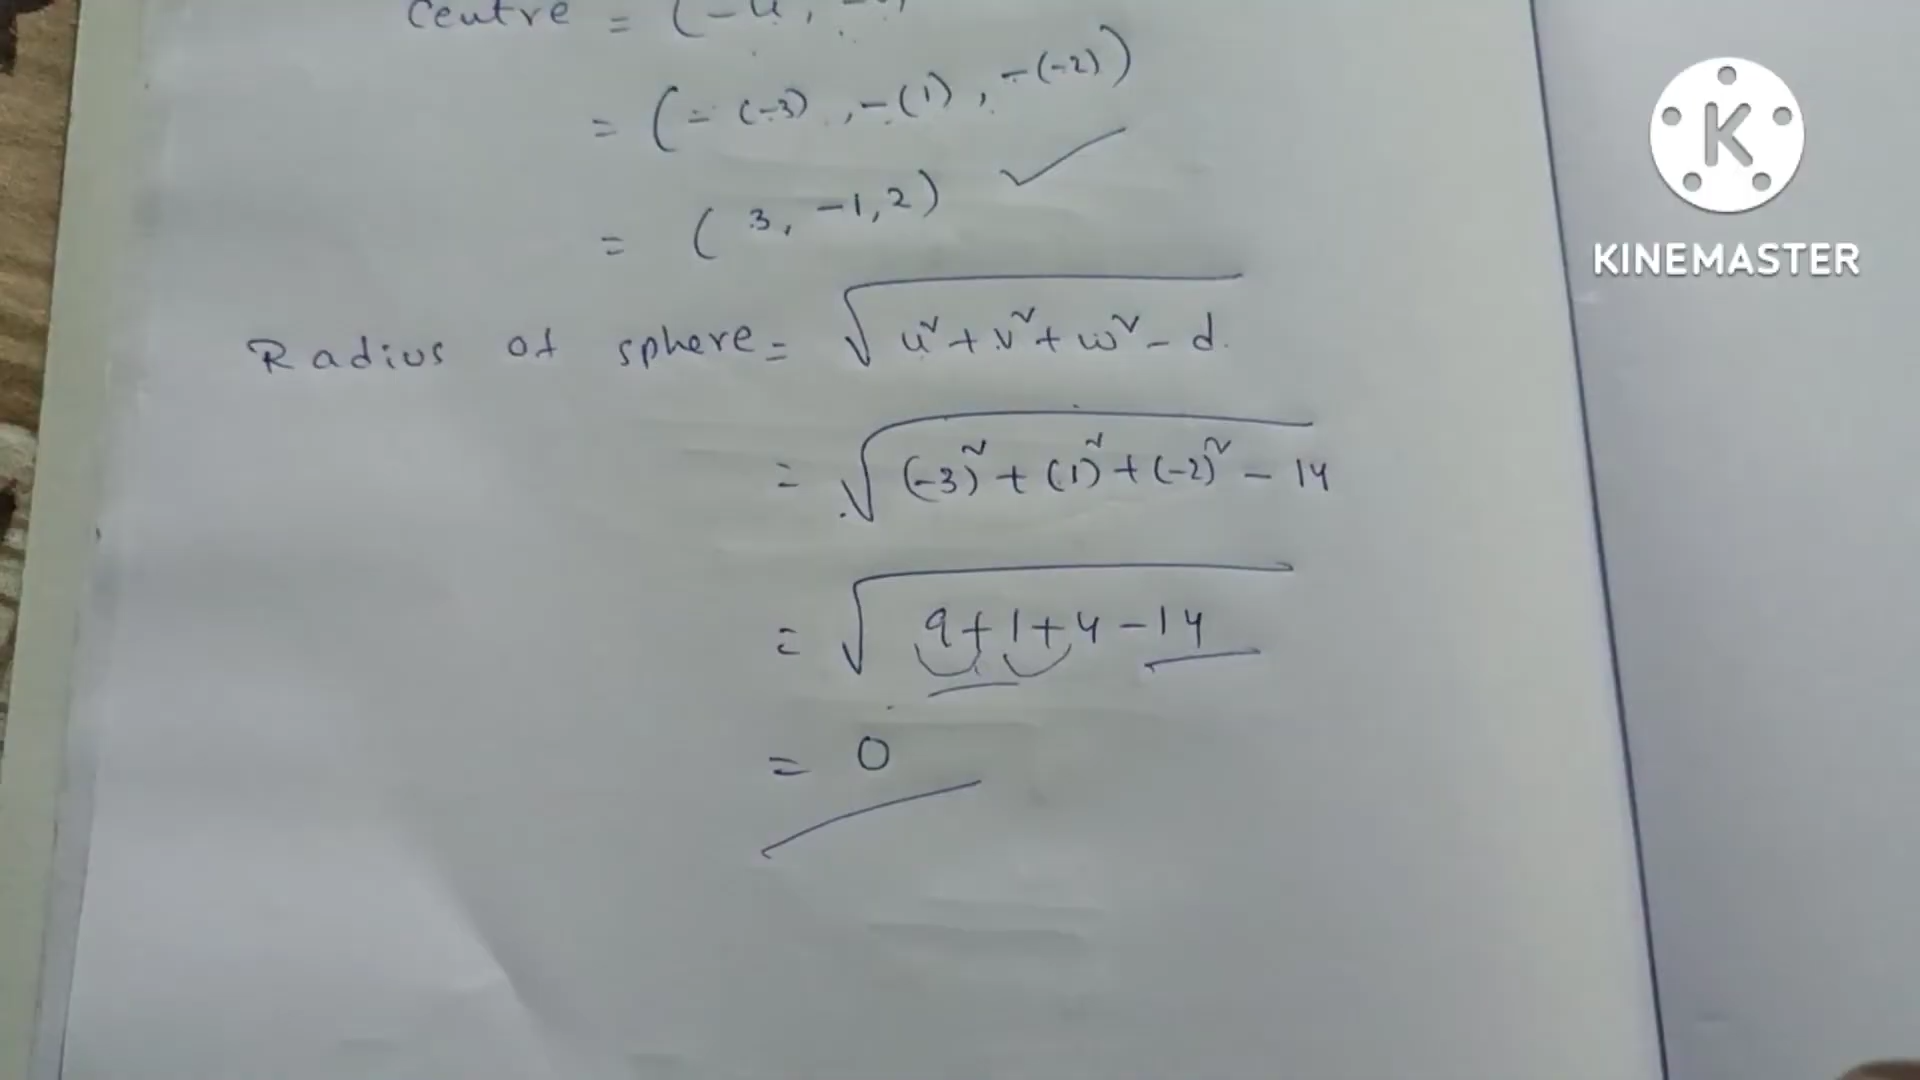 Centre = (-u,
= (-(-3), -(1), -(-2))
= (3, -1, 2) ✓
Radius of sphere = √(u² + v² + w² - d.)
= √((-3)² + (1)² + (-2)² - 14)
= √(9+1+4-14)
= 0
K
KINEMASTER